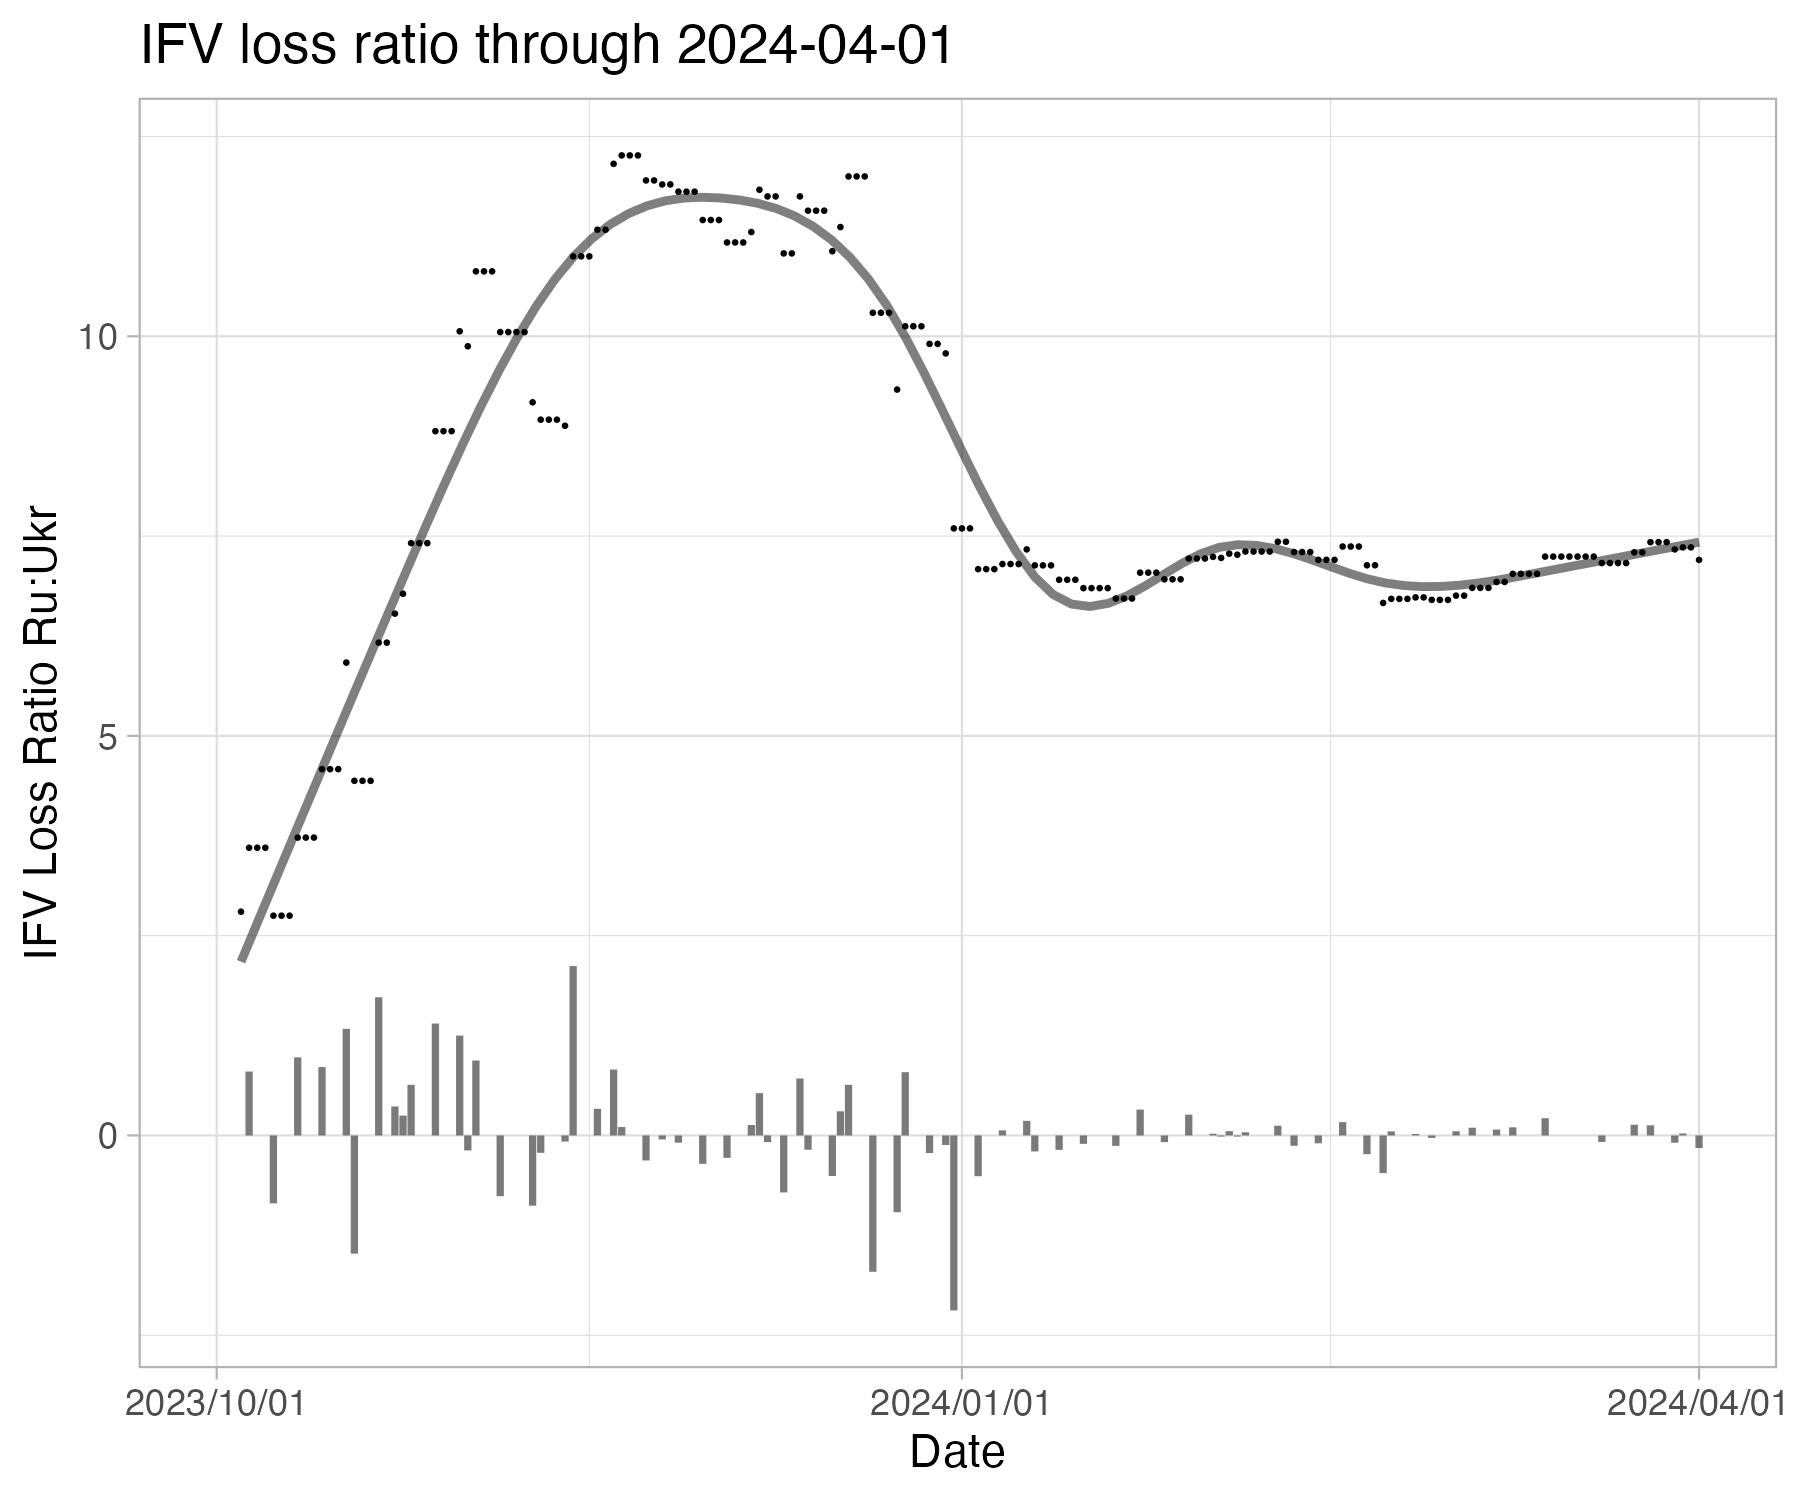 IFV loss ratio through 2024-04-01
IFV Loss Ratio Ru:Ukr
10
5
0
2023/10/01
2024/01/01
2024/04/01
Date